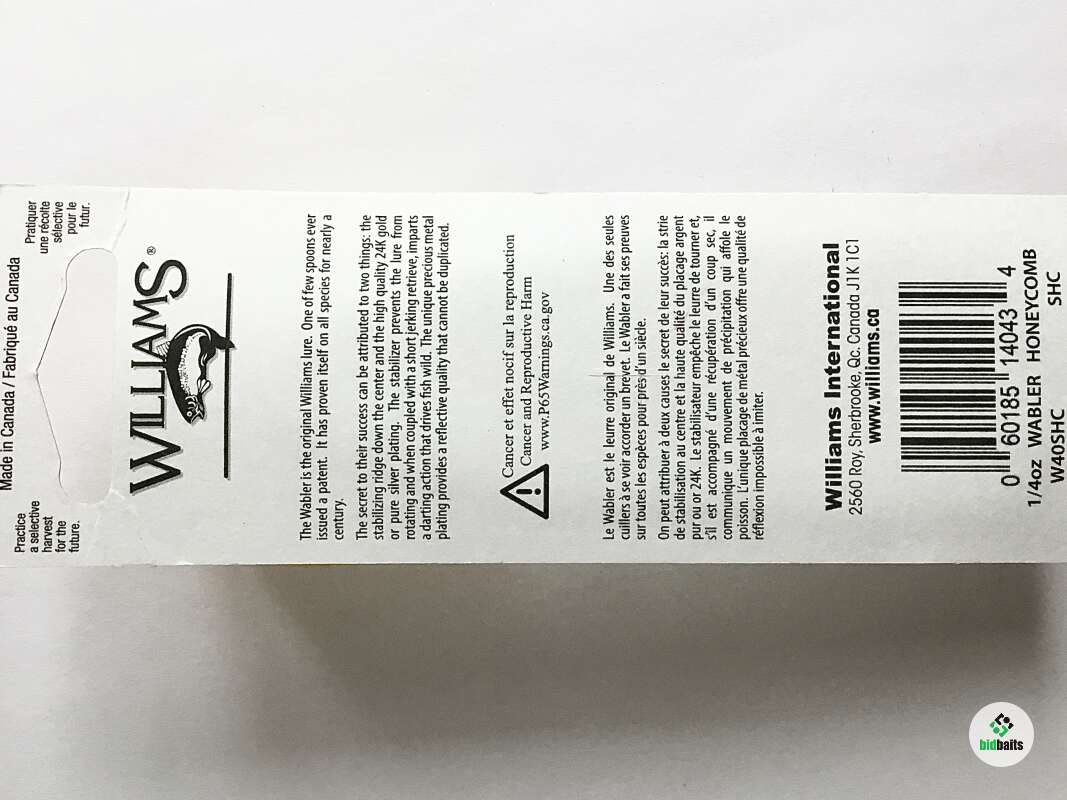 Made in Canada / Fabriqué au Canada
Practice
a selective
harvest
for the
future.
Pratiquer
une récolte
sélective
pour le
futur.
WILLIAMS®
The Wabler is the original Williams lure. One of few spoons ever
issued a patent. It has proven itself on all species for nearly a
century.
The secret to their success can be attributed to two things: the
stabilizing ridge down the center and the high quality 24K gold
or pure silver plating. The stabilizer prevents the lure from
rotating and when coupled with a short jerking retrieve, imparts
a darting action that drives fish wild. The unique precious metal
plating provides a reflective quality that cannot be duplicated.
Cancer et effet nocif sur la reproduction
Cancer and Reproductive Harm
www.P65Warnings.ca.gov
Le Wabler est le leurre original de Williams. Une des seules
cuillers à se voir accorder un brevet. Le Wabler a fait ses preuves
sur toutes les espèces pour près d'un siècle.
On peut attribuer à deux causes le secret de leur succès: la strie
de stabilisation au centre et la haute qualité du placage argent
pur ou or 24K. Le stabilisateur empêche le leurre de tourner et,
s'il est accompagné d'une récupération d'un coup sec, il
communique un mouvement de précipitation qui affole le
poisson. L'unique placage de métal précieux offre une qualité de
réflexion impossible à imiter.
Williams International
2560 Roy, Sherbrooke, Qc. Canada J1K 1C1
www.williams.ca
0 60185 14043 4
1/4oz WABLER HONEYCOMB
W40SHC SHC
bidbaits